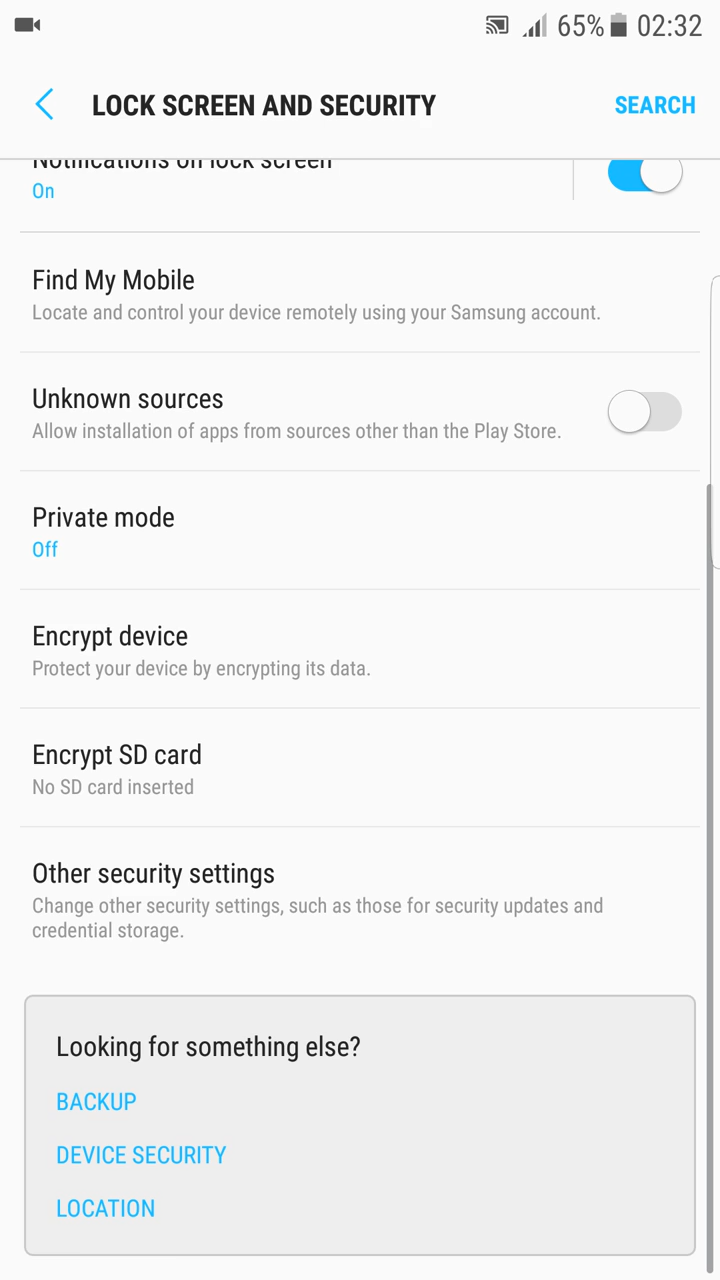 65% 02:32
LOCK SCREEN AND SECURITY SEARCH
Notifications on lock screen
On
Find My Mobile
Locate and control your device remotely using your Samsung account.
Unknown sources
Allow installation of apps from sources other than the Play Store.
Private mode
Off
Encrypt device
Protect your device by encrypting its data.
Encrypt SD card
No SD card inserted
Other security settings
Change other security settings, such as those for security updates and
credential storage.
Looking for something else?
BACKUP
DEVICE SECURITY
LOCATION